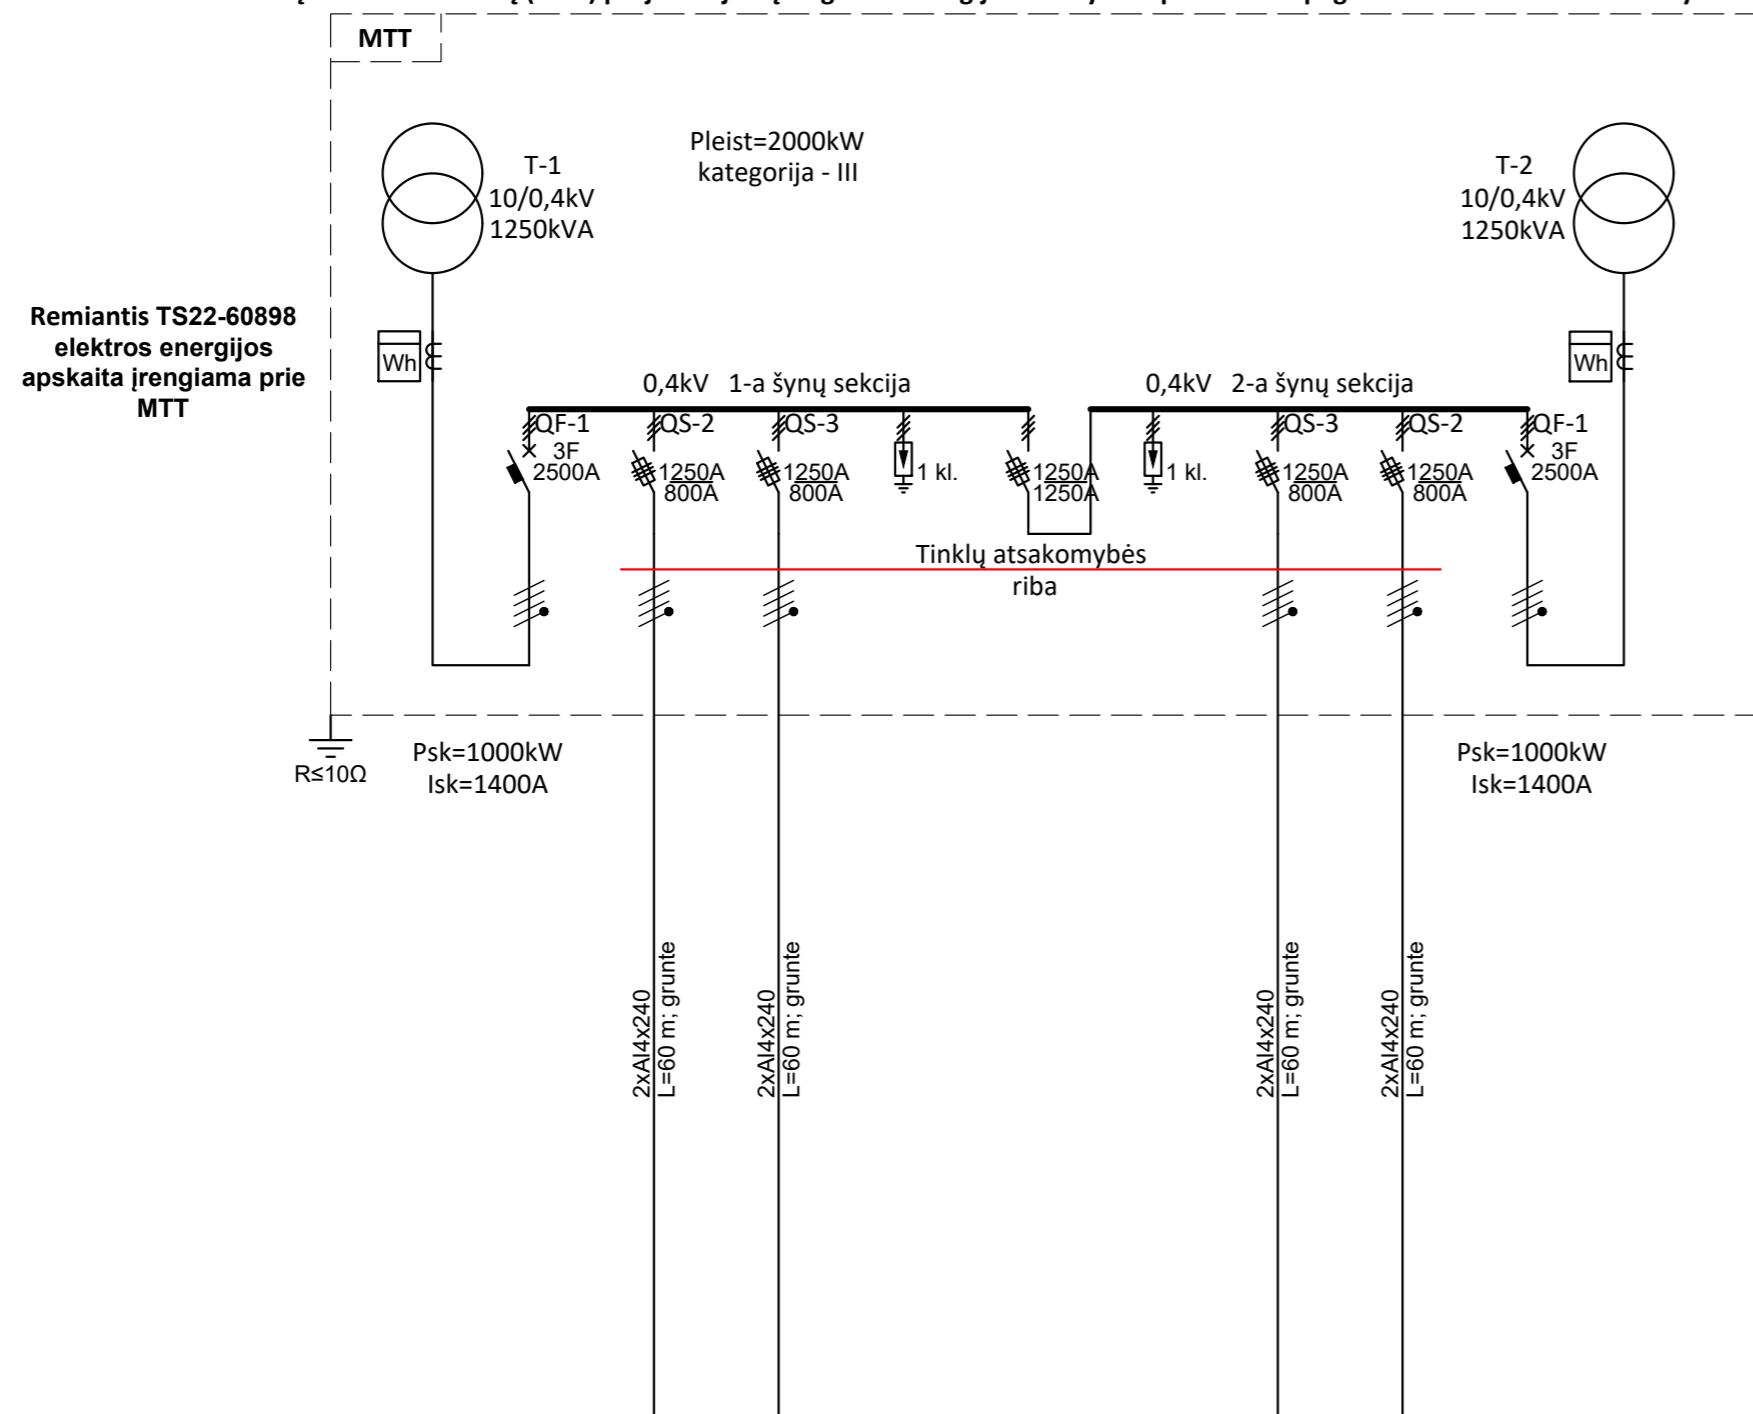 MTT
Pleist=2000kW
kategorija - III
T-1
10/0,4kV
1250kVA
T-2
10/0,4kV
1250kVA
Remiantis TS22-60898
elektros energijos
apskaita įrengiama prie
MTT
Wh
Wh
0,4kV 1-a šynų sekcija
0,4kV 2-a šynų sekcija
QF-1
3F
2500A
QS-2
1250A
800A
QS-3
1250A
800A
1 kl.
1250A
1250A
1 kl.
QS-3
1250A
800A
QS-2
1250A
800A
QF-1
3F
2500A
Tinklų atsakomybės
riba
R≤10Ω
Psk=1000kW
Isk=1400A
Psk=1000kW
Isk=1400A
2xAl4x240
L=60 m; grunte
2xAl4x240
L=60 m; grunte
2xAl4x240
L=60 m; grunte
2xAl4x240
L=60 m; grunte